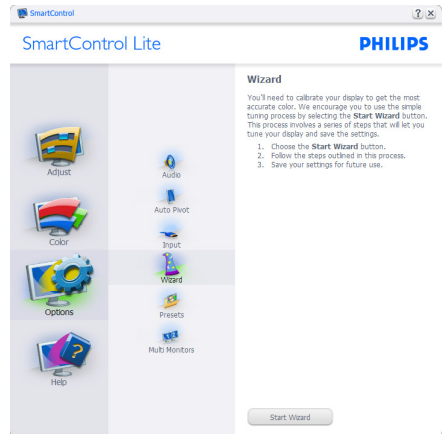 SmartControl
SmartControl Lite
PHILIPS
Adjust
Color
Options
Help
Audio
Auto Pivot
Input
Wizard
Presets
Multi Monitors
Wizard
You'll need to calibrate your display to get the most
accurate color. We encourage you to use the simple
tuning process by selecting the Start Wizard button.
This process involves a series of steps that will let you
tune your display and save the settings.
1. Choose the Start Wizard button.
2. Follow the steps outlined in this process.
3. Save your settings for future use.
Start Wizard